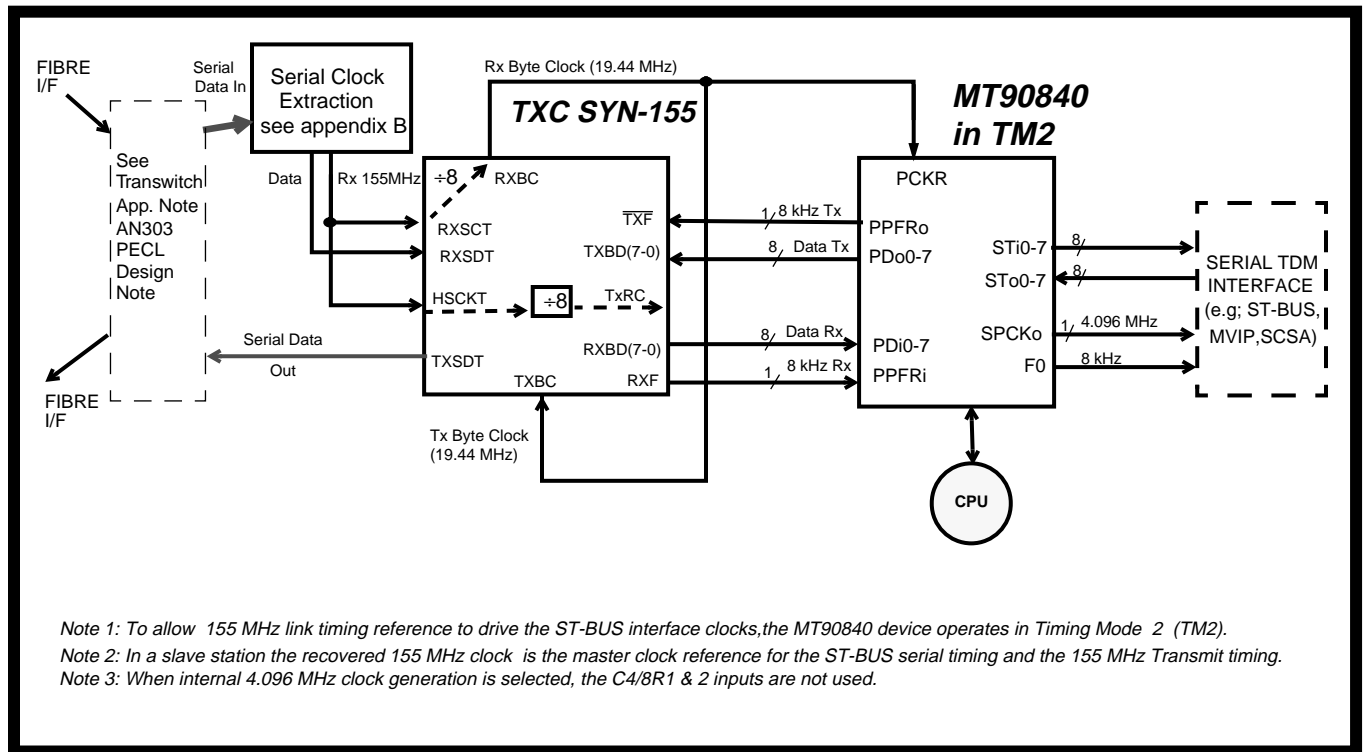 FIBRE
I/F
Serial
Data In
Serial Clock
Extraction
see appendix B
Rx Byte Clock (19.44 MHz)
TXC SYN-155
MT90840
in TM2
See
Transwitch
App. Note
AN303
PECL
Design
Note
Data
Rx 155MHz
÷8
RXBC
RXSCT
RXSDT
HSCKT
÷8
TxRC
TXSDT
TXBC
TXF
TXBD(7-0)
RXBD(7-0)
RXF
1/ 8 kHz Tx
8/ Data Tx
8/ Data Rx
1/ 8 kHz Rx
PCKR
PPFRo
PDo0-7
PDi0-7
PPFRi
STi0-7
STo0-7
SPCKo
F0
8/
8/
1/ 4.096 MHz
8 kHz
SERIAL TDM
INTERFACE
(e.g; ST-BUS,
MVIP,SCSA)
Serial Data
Out
FIBRE
I/F
Tx Byte Clock
(19.44 MHz)
CPU
Note 1: To allow 155 MHz link timing reference to drive the ST-BUS interface clocks,the MT90840 device operates in Timing Mode 2 (TM2).
Note 2: In a slave station the recovered 155 MHz clock is the master clock reference for the ST-BUS serial timing and the 155 MHz Transmit timing.
Note 3: When internal 4.096 MHz clock generation is selected, the C4/8R1 & 2 inputs are not used.